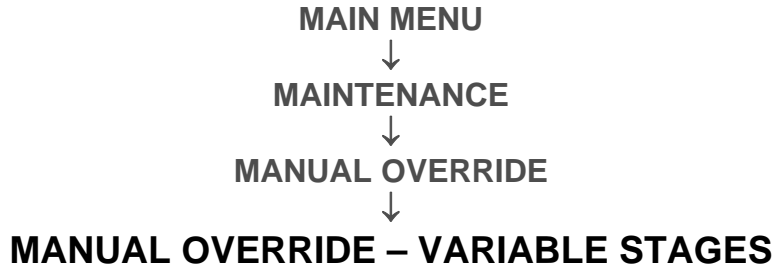 MAIN MENU
↓
MAINTENANCE
↓
MANUAL OVERRIDE
↓
MANUAL OVERRIDE – VARIABLE STAGES